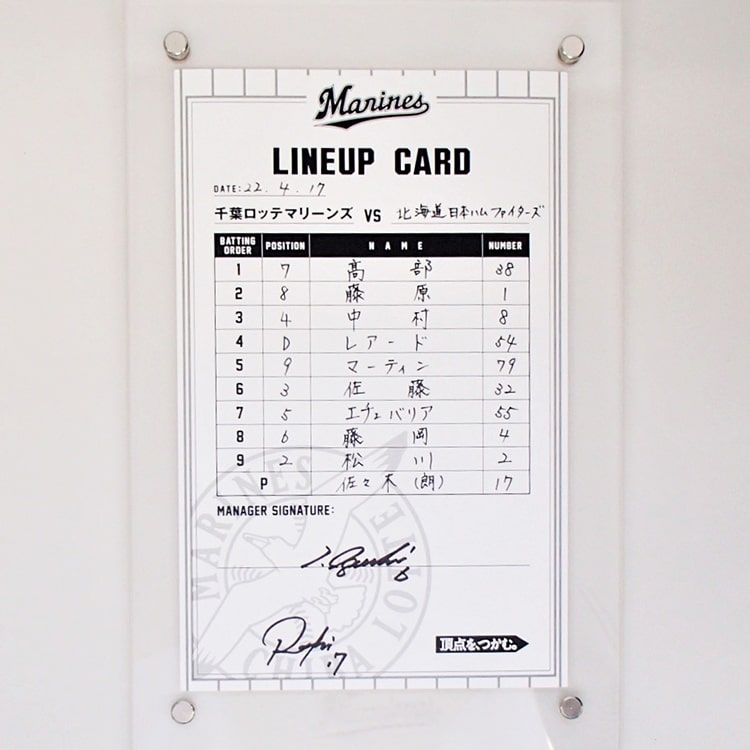 Marines
LINEUP CARD
DATE: 22. 4. 17
千葉ロッテマリーンズ VS 北海道日本ハムファイターズ
BATTING ORDER POSITION NAME NUMBER
1 7 髙部 38
2 8 藤原 1
3 4 中村 8
4 D レアード 54
5 9 マーティン 79
6 3 佐藤 32
7 5 エチェバリア 55
8 6 藤岡 4
9 2 松川 2
P 佐々木(朗) 17
MANAGER SIGNATURE:
MARINES
CHIBA LOTTE
頂点を、つかむ。